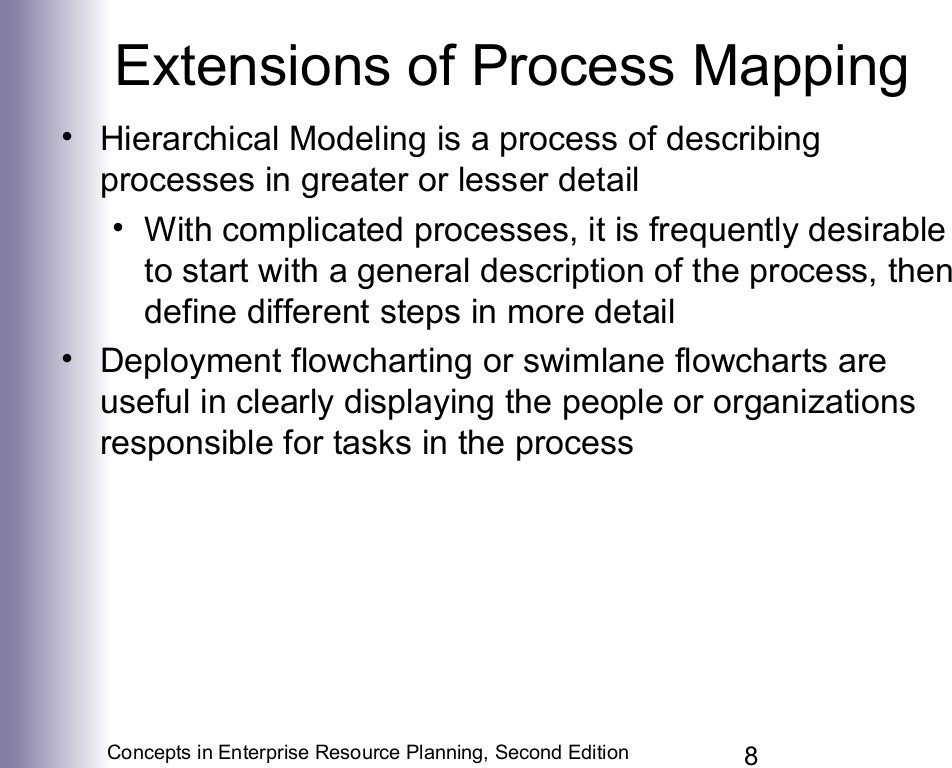 Extensions of Process Mapping
• Hierarchical Modeling is a process of describing
processes in greater or lesser detail
• With complicated processes, it is frequently desirable
to start with a general description of the process, then
define different steps in more detail
• Deployment flowcharting or swimlane flowcharts are
useful in clearly displaying the people or organizations
responsible for tasks in the process
Concepts in Enterprise Resource Planning, Second Edition
8